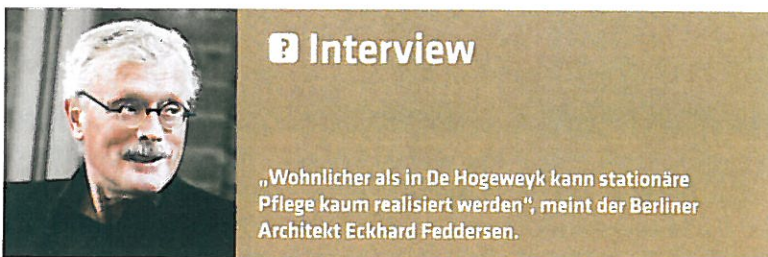 ? Interview
„Wohnlicher als in De Hogeweyk kann stationäre
Pflege kaum realisiert werden“, meint der Berliner
Architekt Eckhard Feddersen.